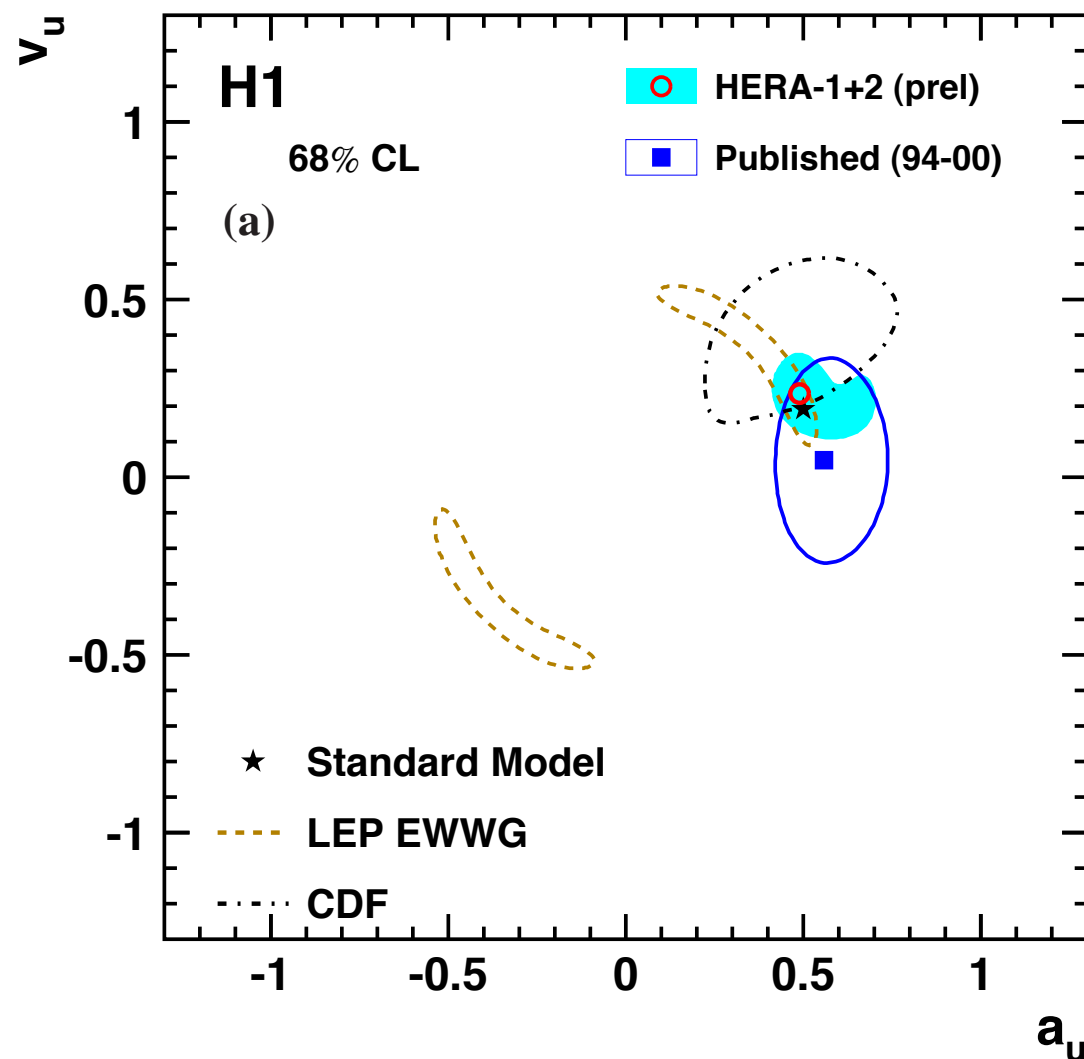 v_u
H1
HERA-1+2 (prel)
68% CL
Published (94-00)
(a)
1
0.5
0
-0.5
-1
Standard Model
LEP EWWG
CDF
-1 -0.5 0 0.5 1
a_u